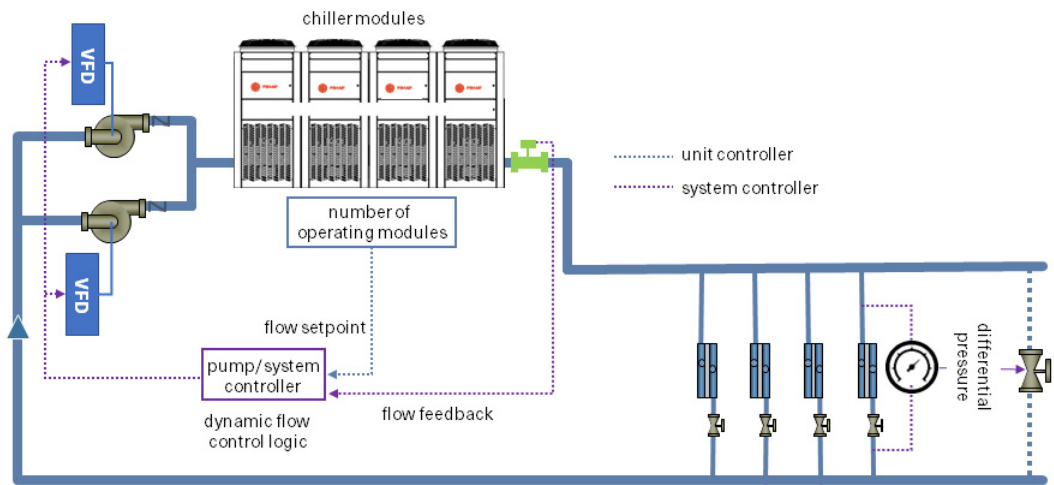 chiller modules
VFD
unit controller
system controller
number of
operating modules
VFD
flow setpoint
differential
pressure
pump/system
controller
flow feedback
dynamic flow
control logic